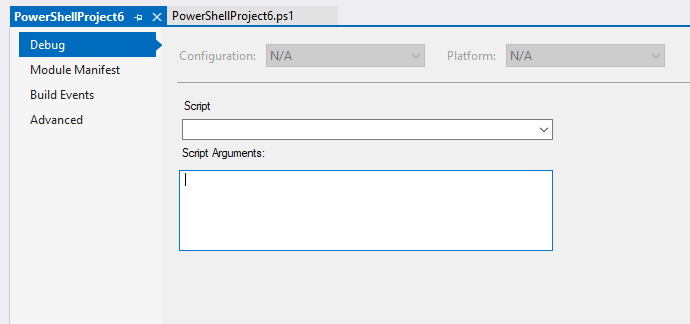 PowerShellProject6 PowerShellProject6.ps1
Debug
Module Manifest
Build Events
Advanced
Configuration: N/A Platform: N/A
Script
Script Arguments: